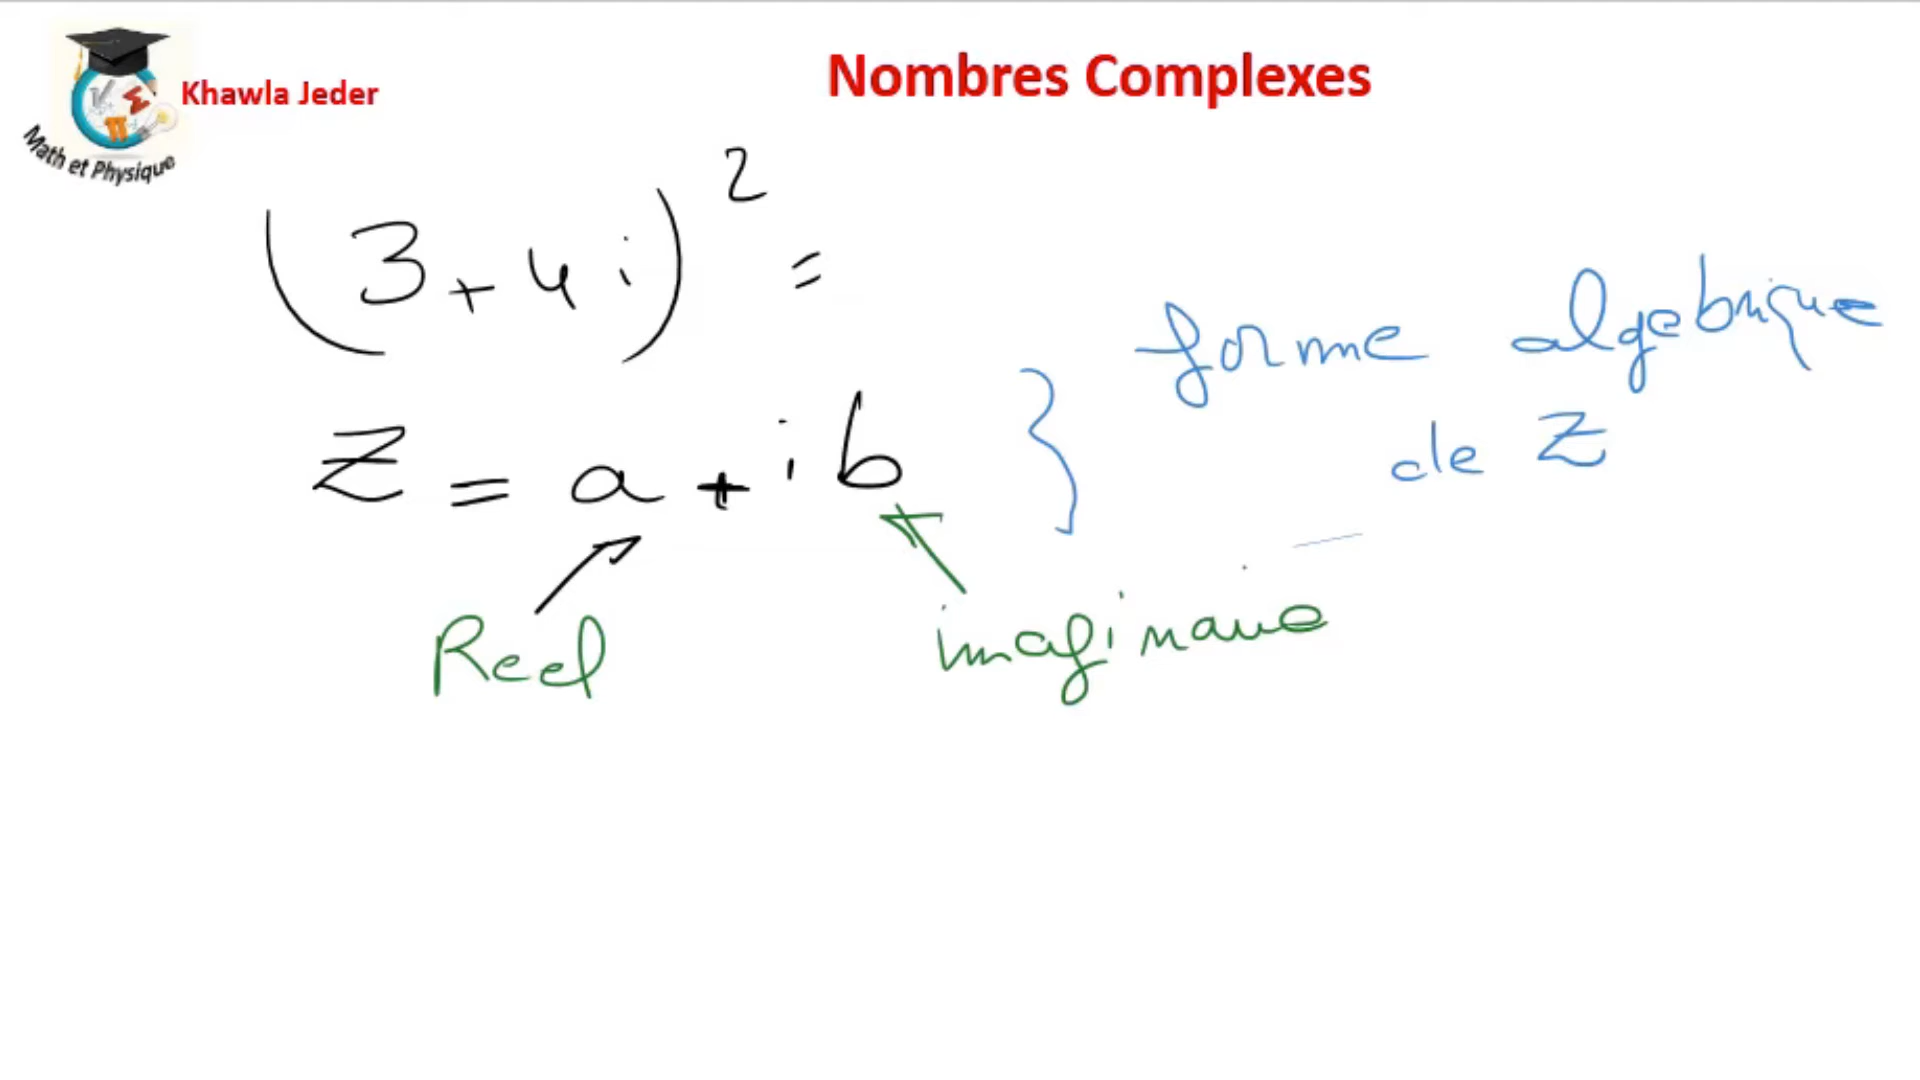 Nombres Complexes
Khawla Jeder
Math et Physique
(3+4i)² =
Z = a + ib } forme algebrique
de Z
Reel
imaginaire